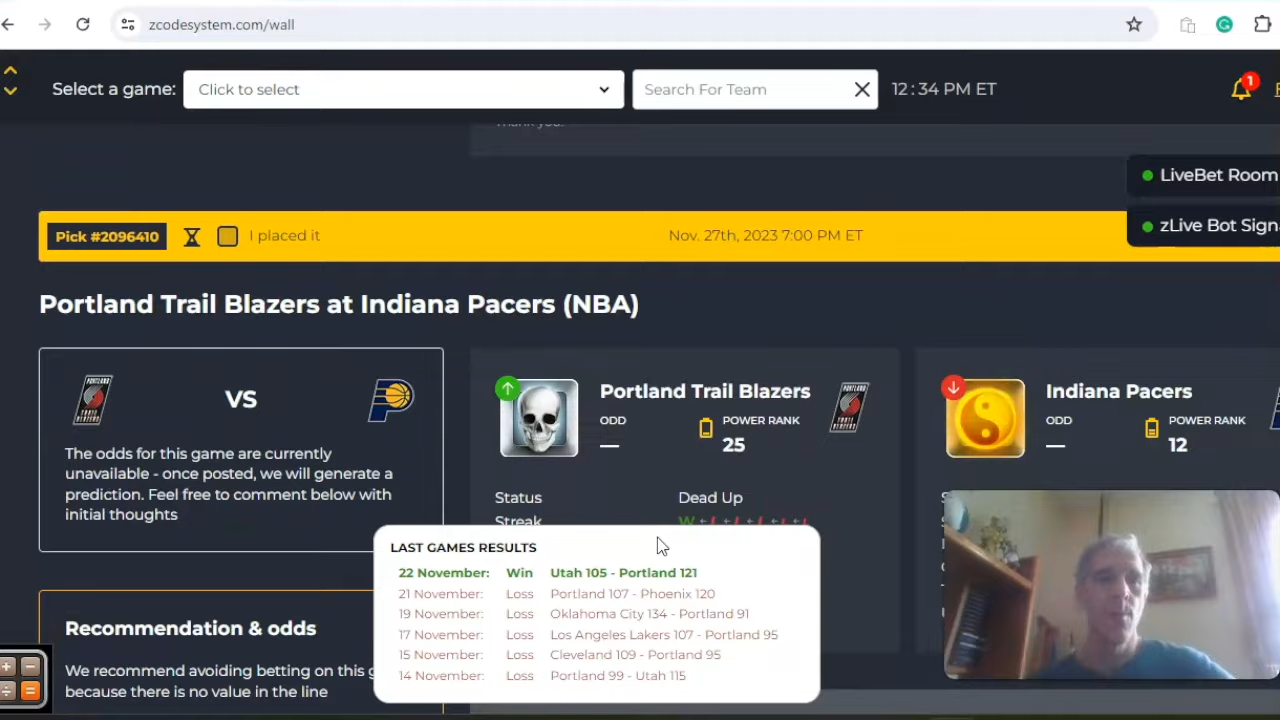 zcodesystem.com/wall
Select a game: Click to select Search For Team 12 : 34 PM ET 1
LiveBet Room
zLive Bot Sign
Pick #2096410 I placed it Nov. 27th, 2023 7:00 PM ET
Portland Trail Blazers at Indiana Pacers (NBA)
VS
The odds for this game are currently
unavailable - once posted, we will generate a
prediction. Feel free to comment below with
initial thoughts
Portland Trail Blazers
ODD POWER RANK
— 25
Status Dead Up
Streak
Indiana Pacers
ODD POWER RANK
— 12
LAST GAMES RESULTS
22 November: Win Utah 105 - Portland 121
21 November: Loss Portland 107 - Phoenix 120
19 November: Loss Oklahoma City 134 - Portland 91
17 November: Loss Los Angeles Lakers 107 - Portland 95
15 November: Loss Cleveland 109 - Portland 95
14 November: Loss Portland 99 - Utah 115
Recommendation & odds
We recommend avoiding betting on this g
because there is no value in the line